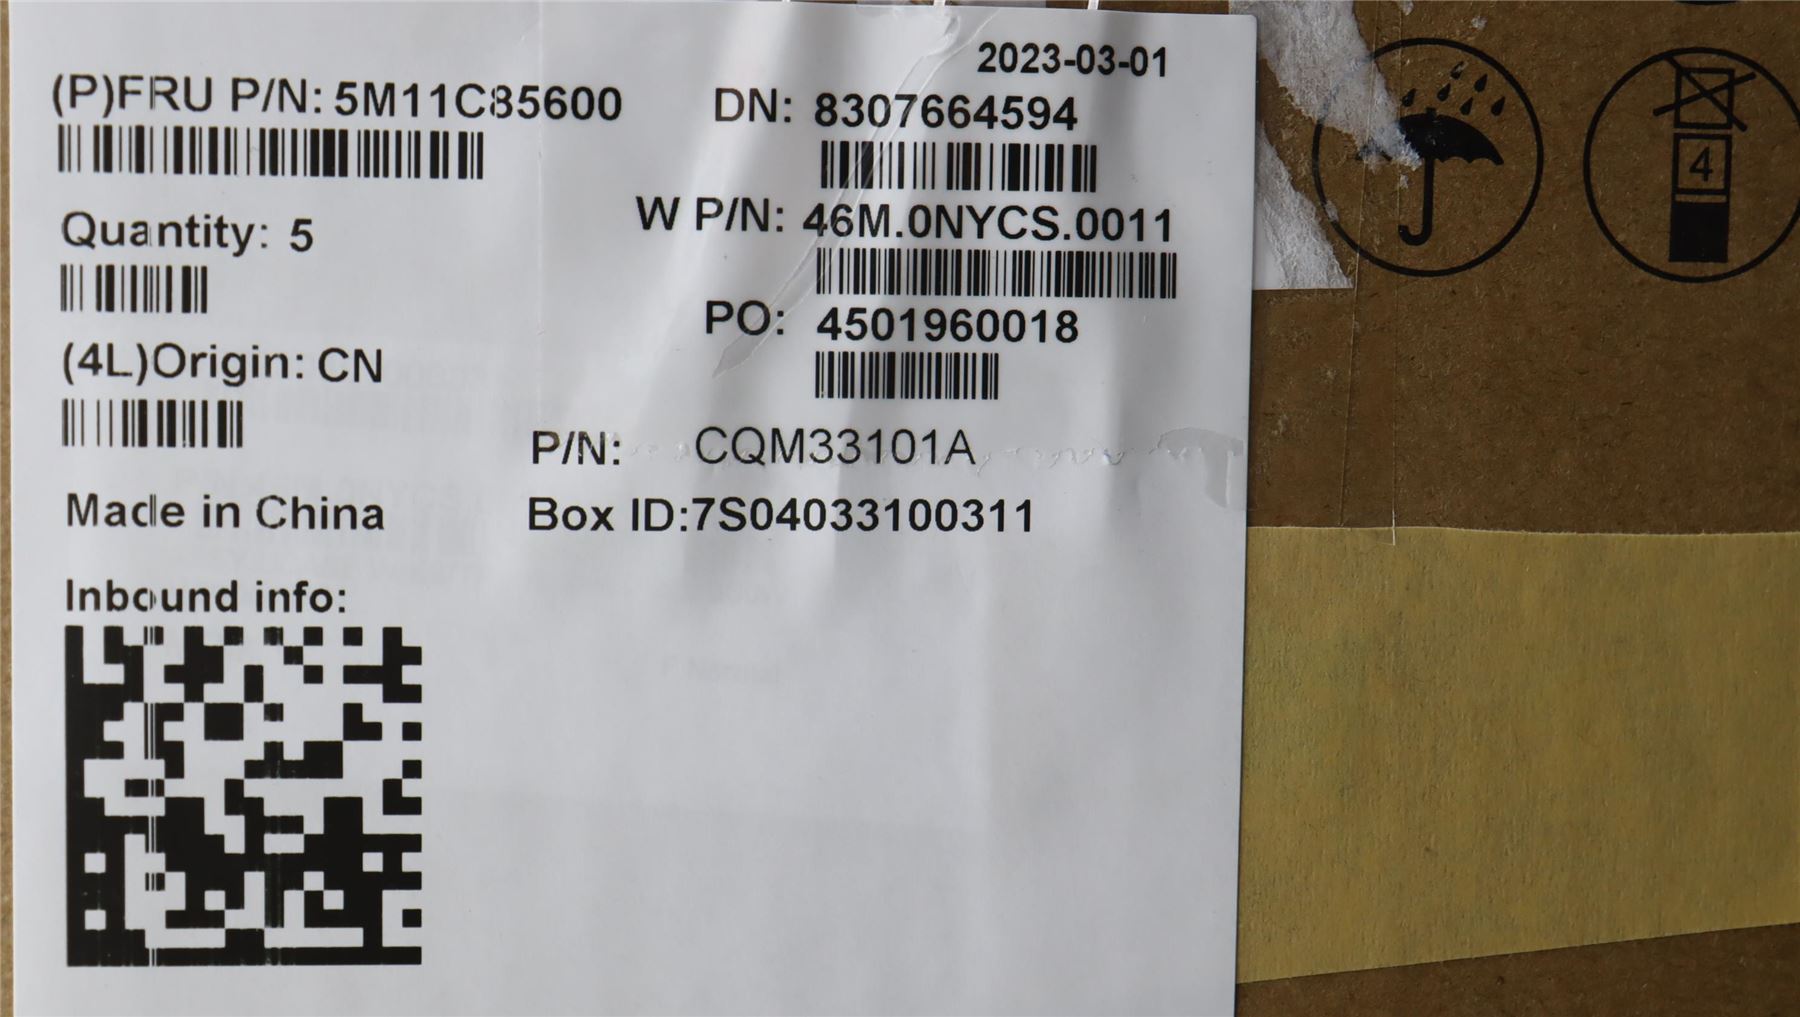 2023-03-01
(P)FRU P/N: 5M11C85600
DN: 8307664594
W P/N: 46M.0NYCS.0011
Quantity: 5
PO: 4501960018
(4L)Origin: CN
P/N: CQM33101A
Made in China
Box ID:7S04033100311
Inbound info:
4